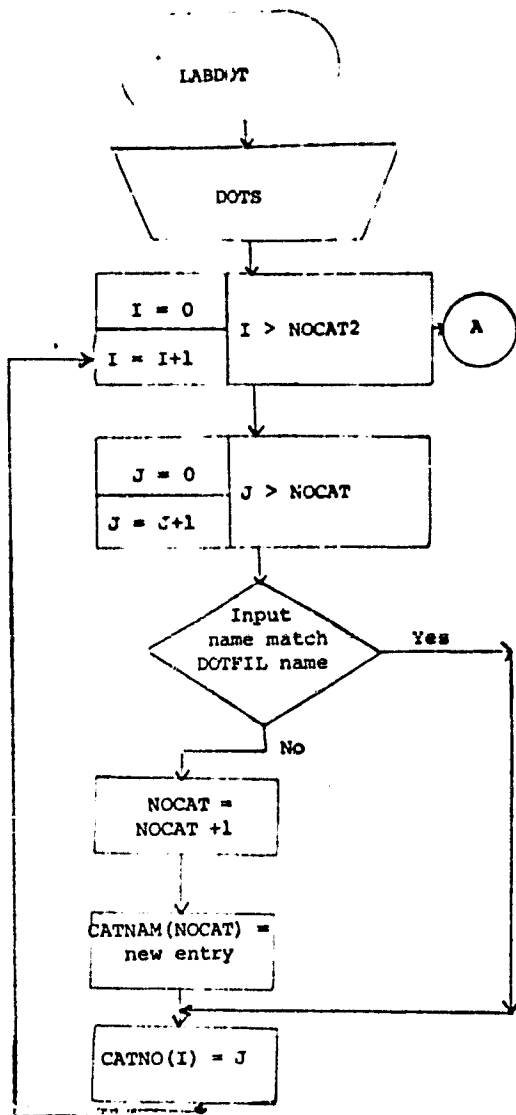 LABDOT
DOTS
I = 0
I = I+1
I > NOCAT2
A
J = 0
J = J+1
J > NOCAT
Input
name match
DOTFIL name
Yes
No
NOCAT =
NOCAT +1
CATNAM(NOCAT) =
new entry
CATNO(I) = J